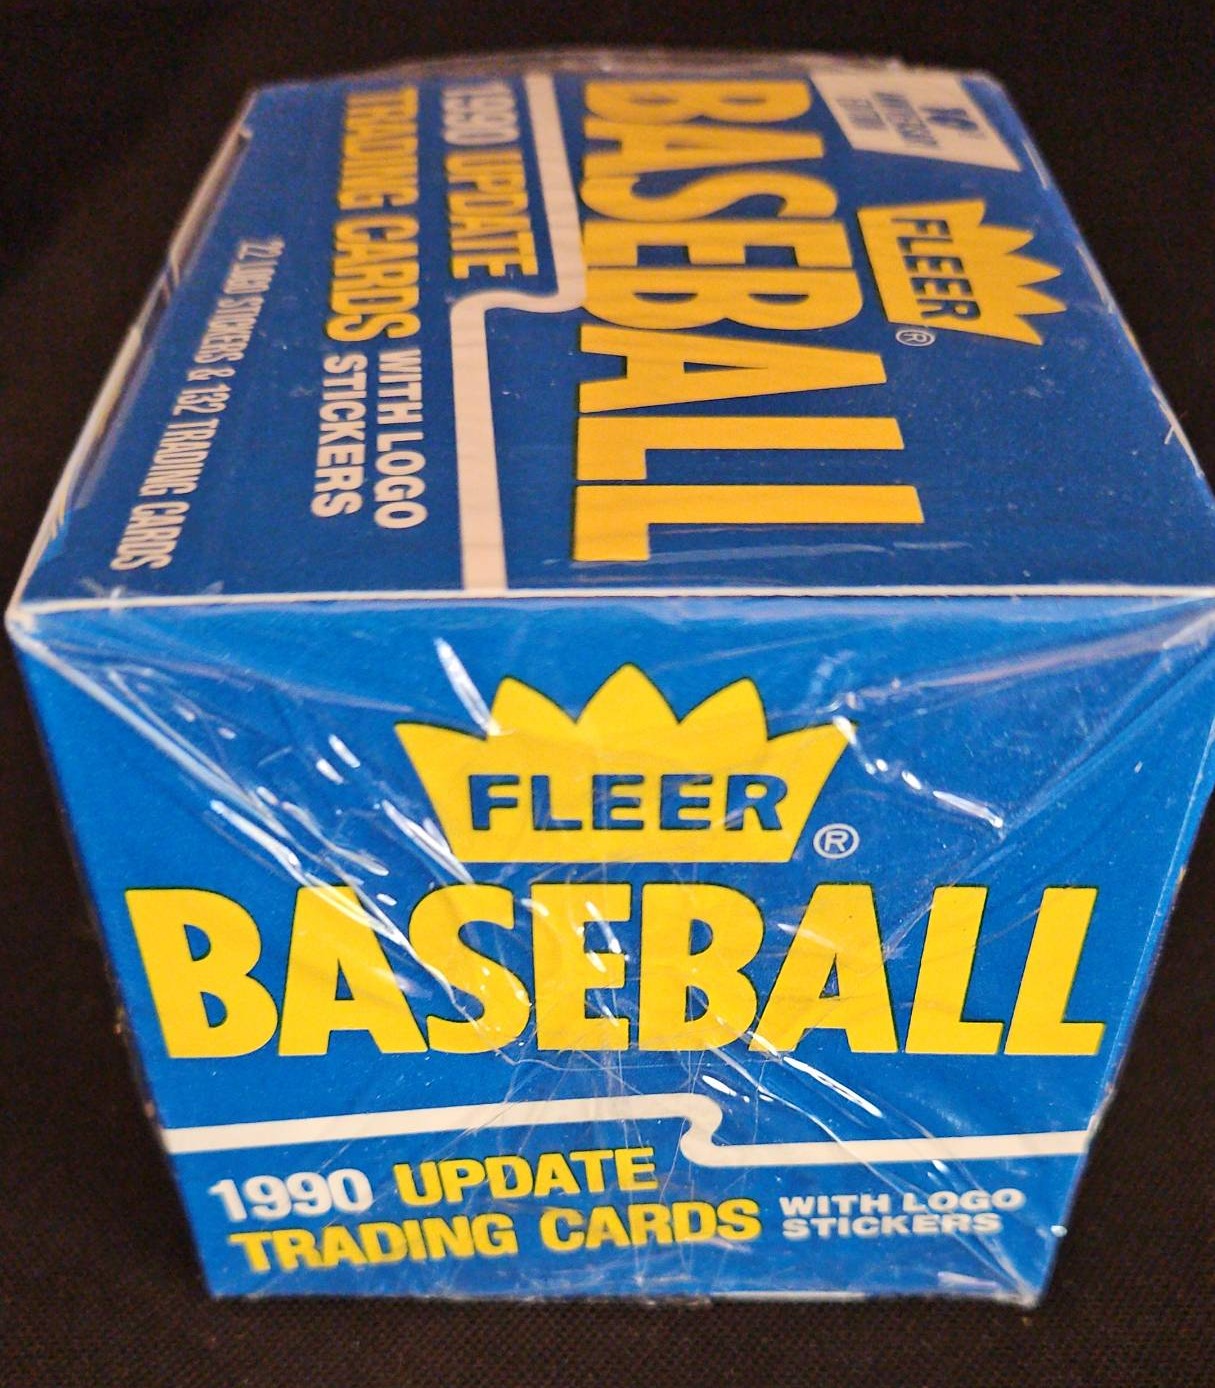 FLEER®
BASEBALL
1990 UPDATE
TRADING CARDS WITH LOGO
STICKERS
22 LOGO STICKERS & 132 TRADING CARDS
FLEER®
BASEBALL
1990 UPDATE
TRADING CARDS WITH LOGO
STICKERS